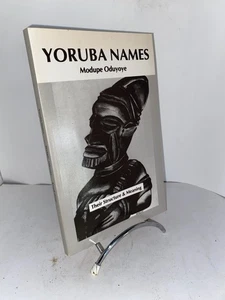 YORUBA NAMES
Modupe Oduyoye
Their Structure & Meaning